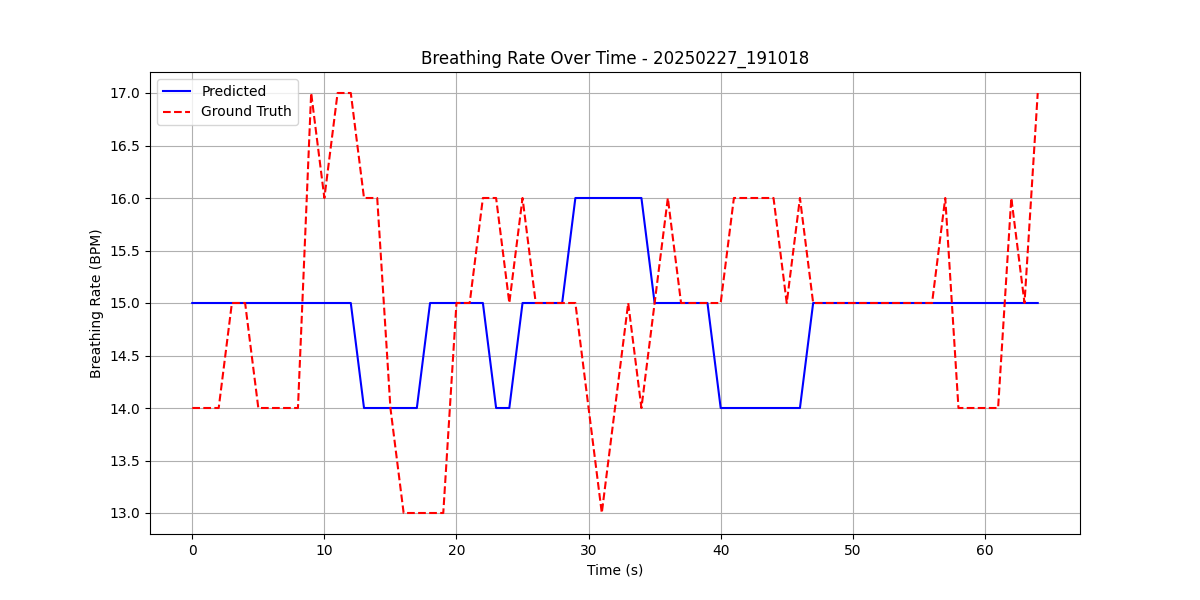 Breathing Rate Over Time - 20250227_191018
Predicted
Ground Truth
Breathing Rate (BPM)
17.0
16.5
16.0
15.5
15.0
14.5
14.0
13.5
13.0
0 10 20 30 40 50 60
Time (s)